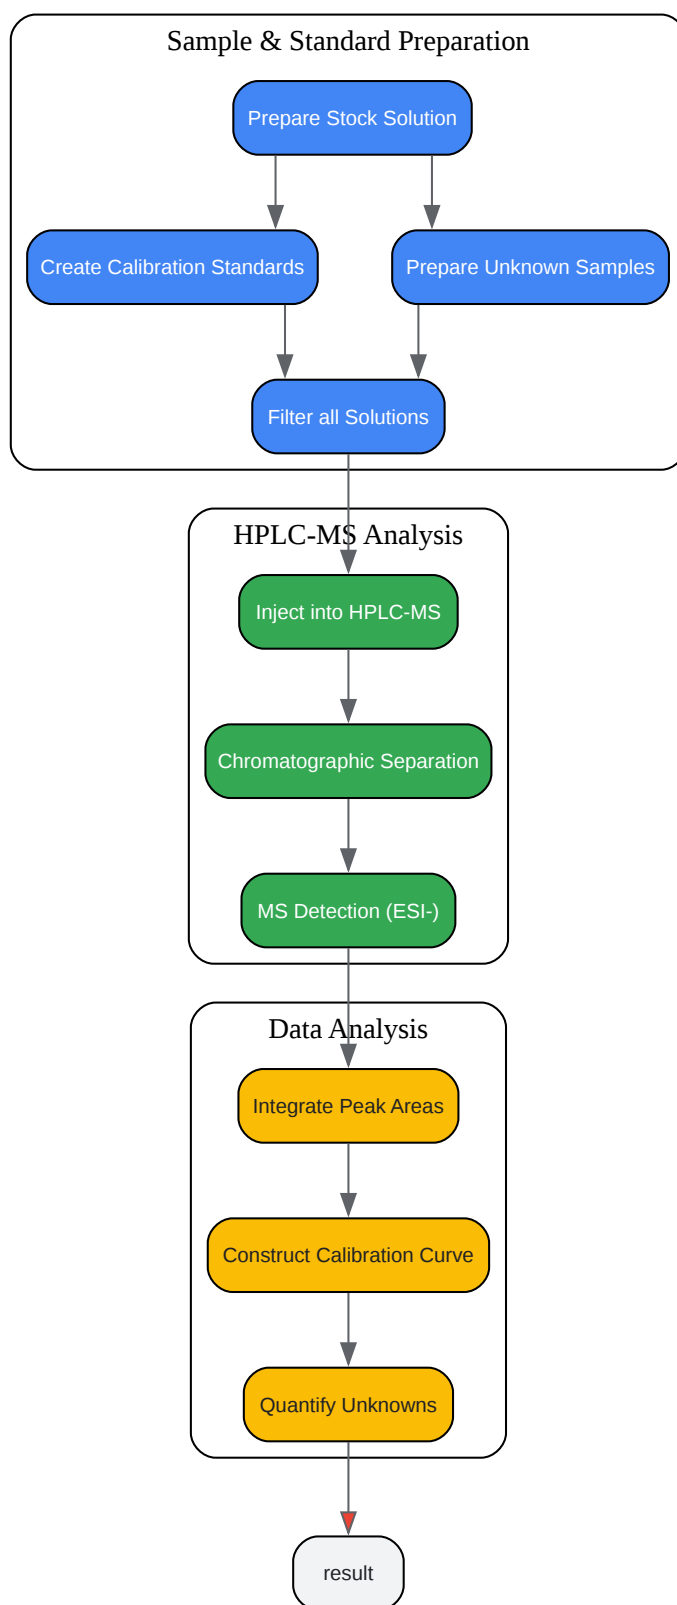 Sample & Standard Preparation
Prepare Stock Solution
Create Calibration Standards
Prepare Unknown Samples
Filter all Solutions
HPLC-MS Analysis
Inject into HPLC-MS
Chromatographic Separation
MS Detection (ESI-)
Data Analysis
Integrate Peak Areas
Construct Calibration Curve
Quantify Unknowns
result